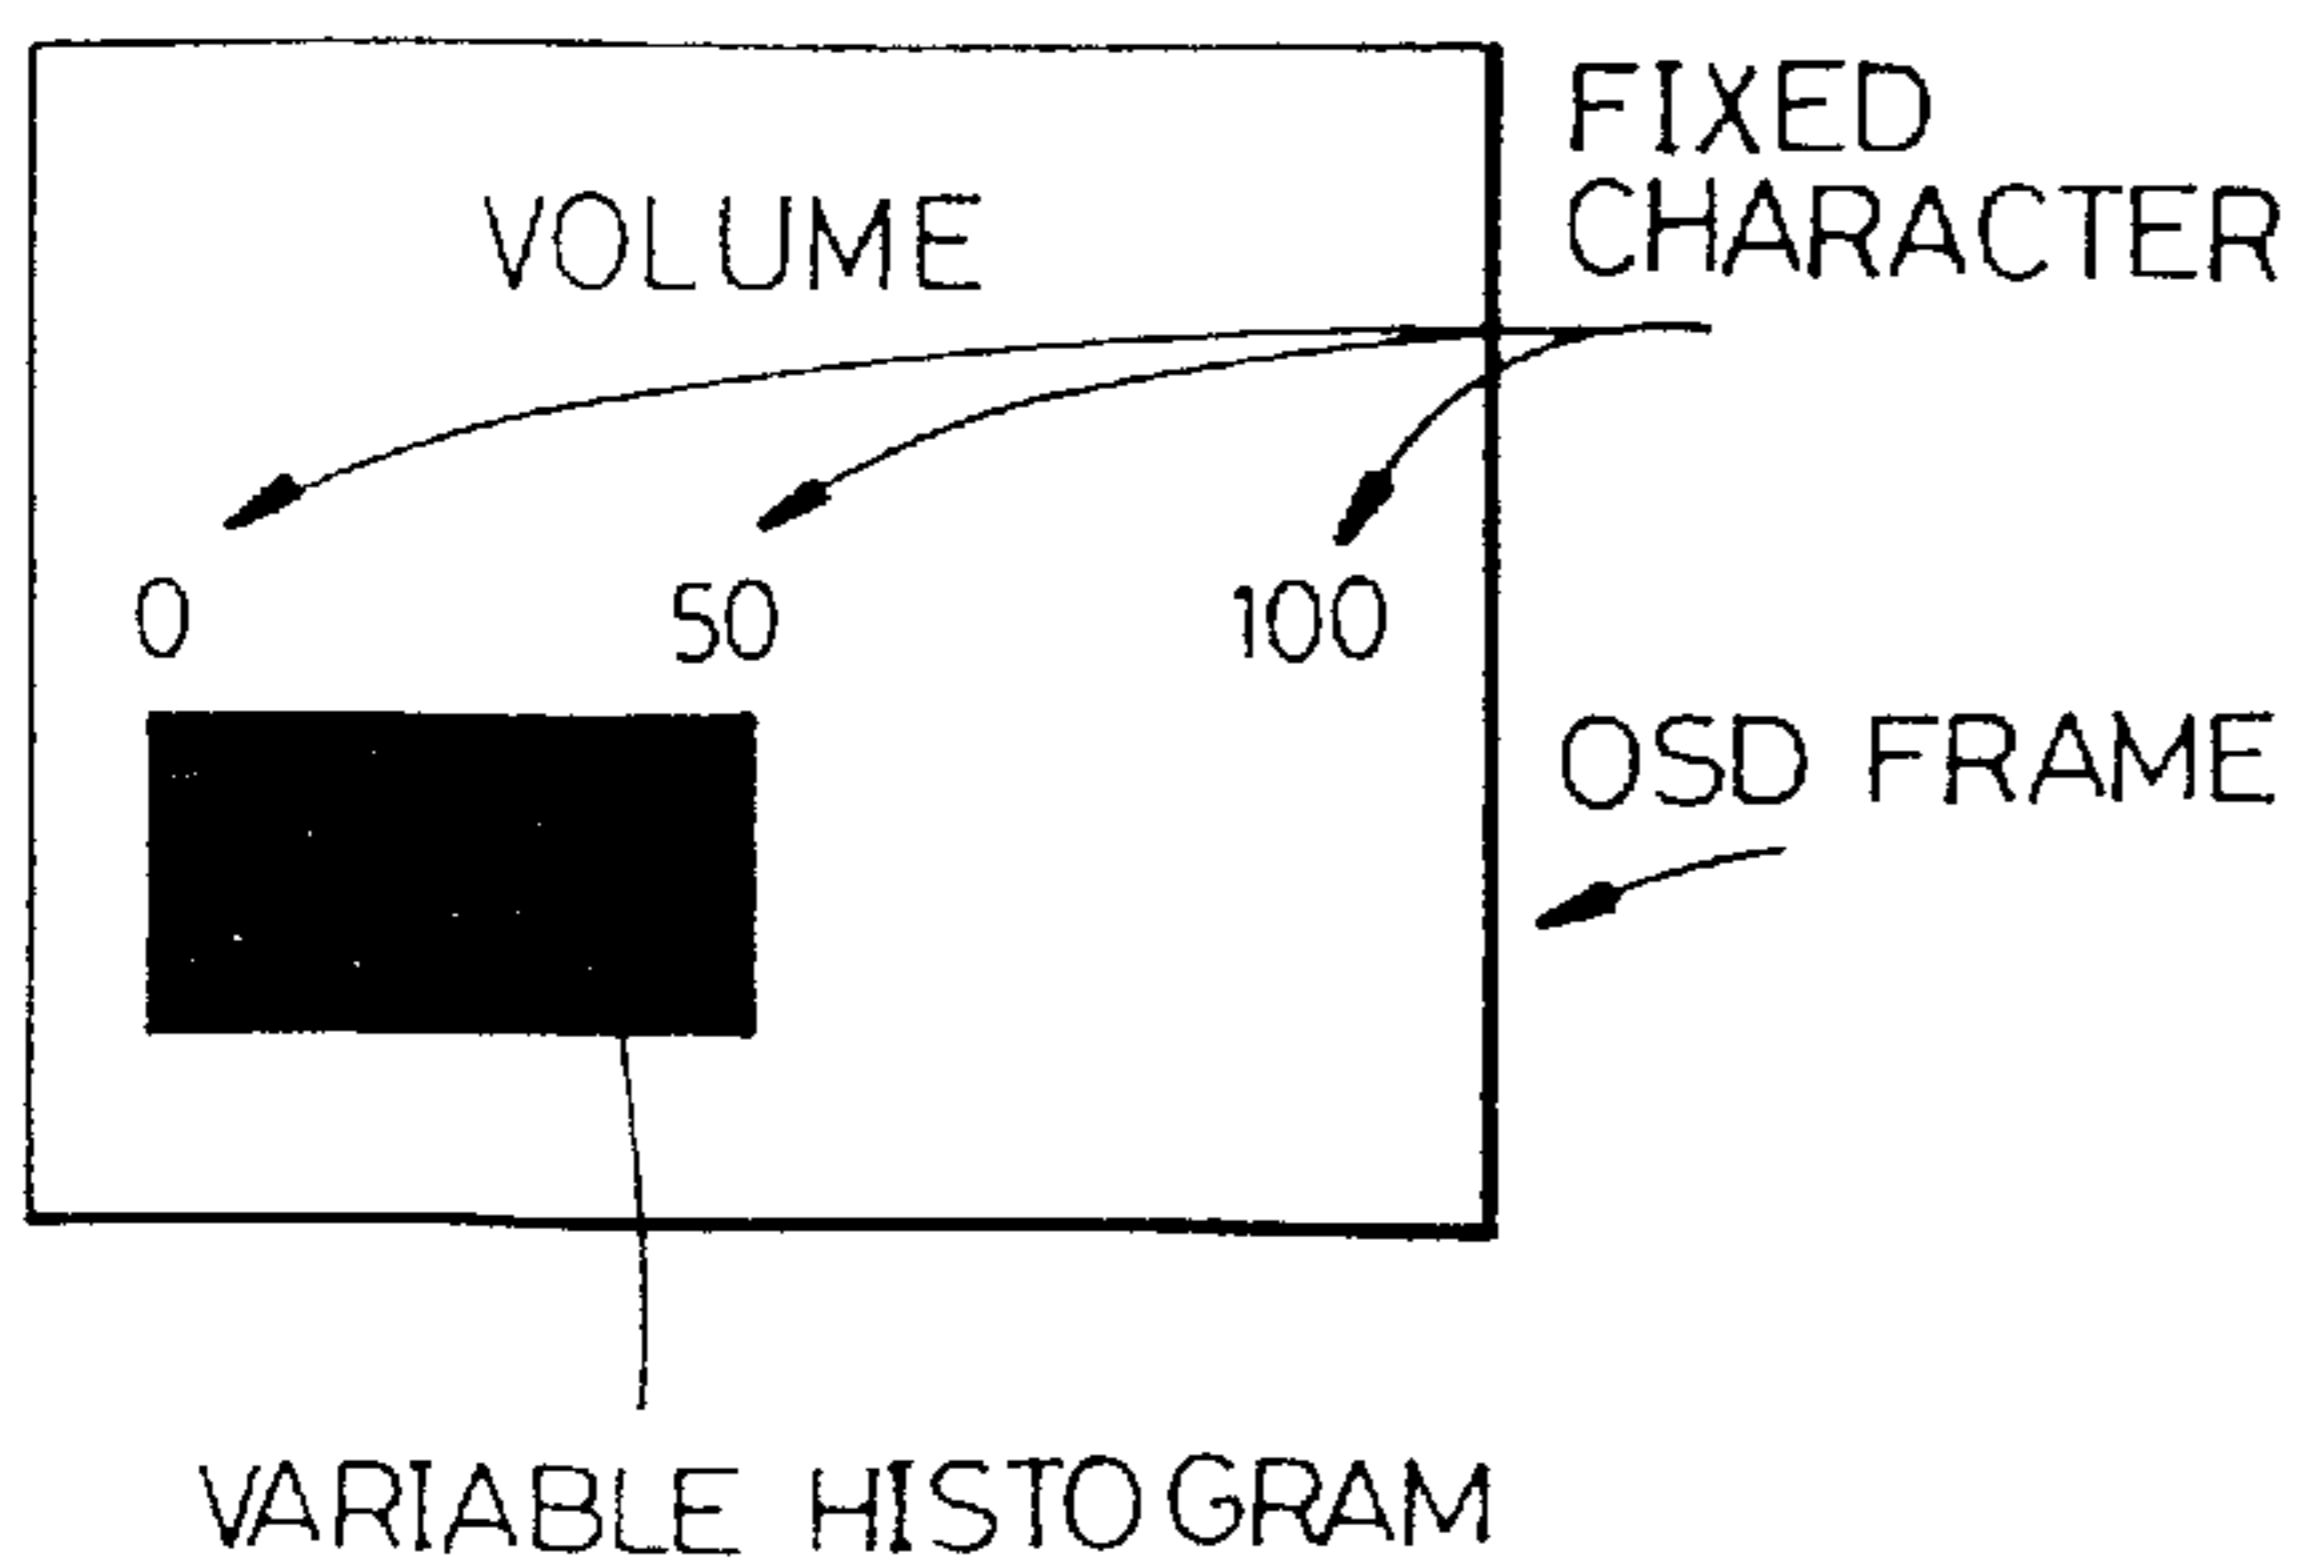 FIXED
CHARACTER
VOLUME
0 50 100
OSD FRAME
VARIABLE HISTOGRAM